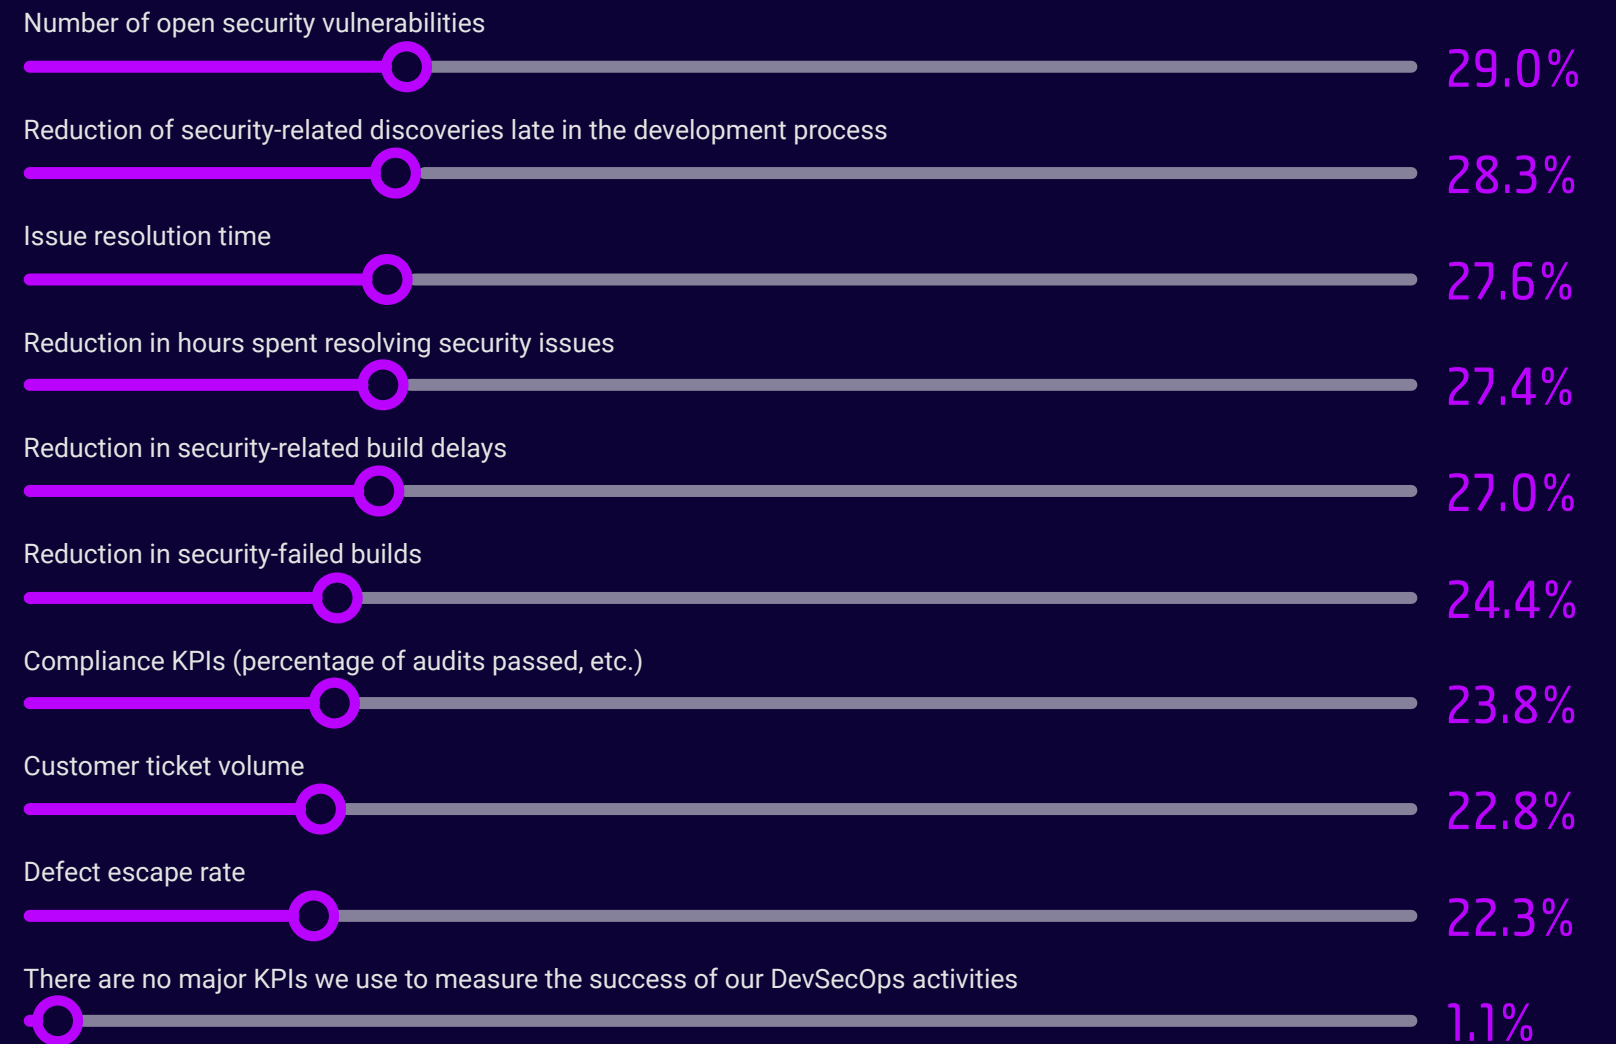 Number of open security vulnerabilities
29.0%
Reduction of security-related discoveries late in the development process
28.3%
Issue resolution time
27.6%
Reduction in hours spent resolving security issues
27.4%
Reduction in security-related build delays
27.0%
Reduction in security-failed builds
24.4%
Compliance KPIs (percentage of audits passed, etc.)
23.8%
Customer ticket volume
22.8%
Defect escape rate
22.3%
There are no major KPIs we use to measure the success of our DevSecOps activities
1.1%